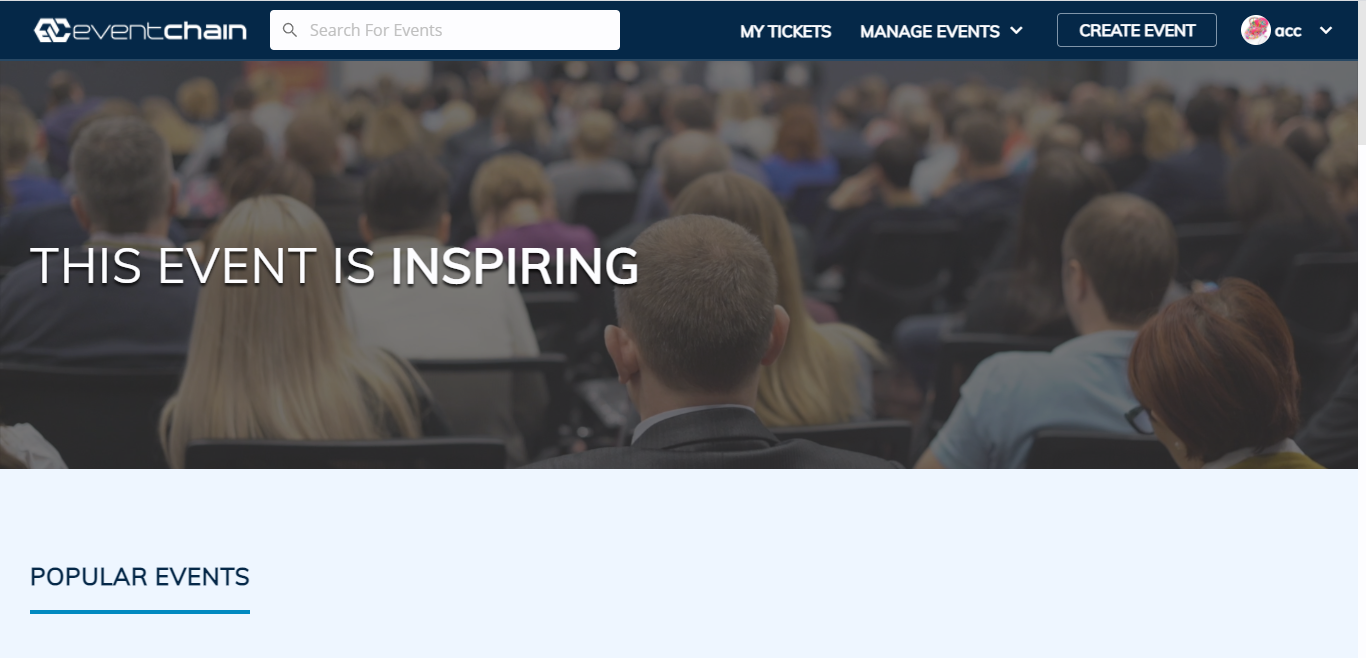 eventchain
Search For Events
MY TICKETS
MANAGE EVENTS
CREATE EVENT
acc
THIS EVENT IS INSPIRING
POPULAR EVENTS